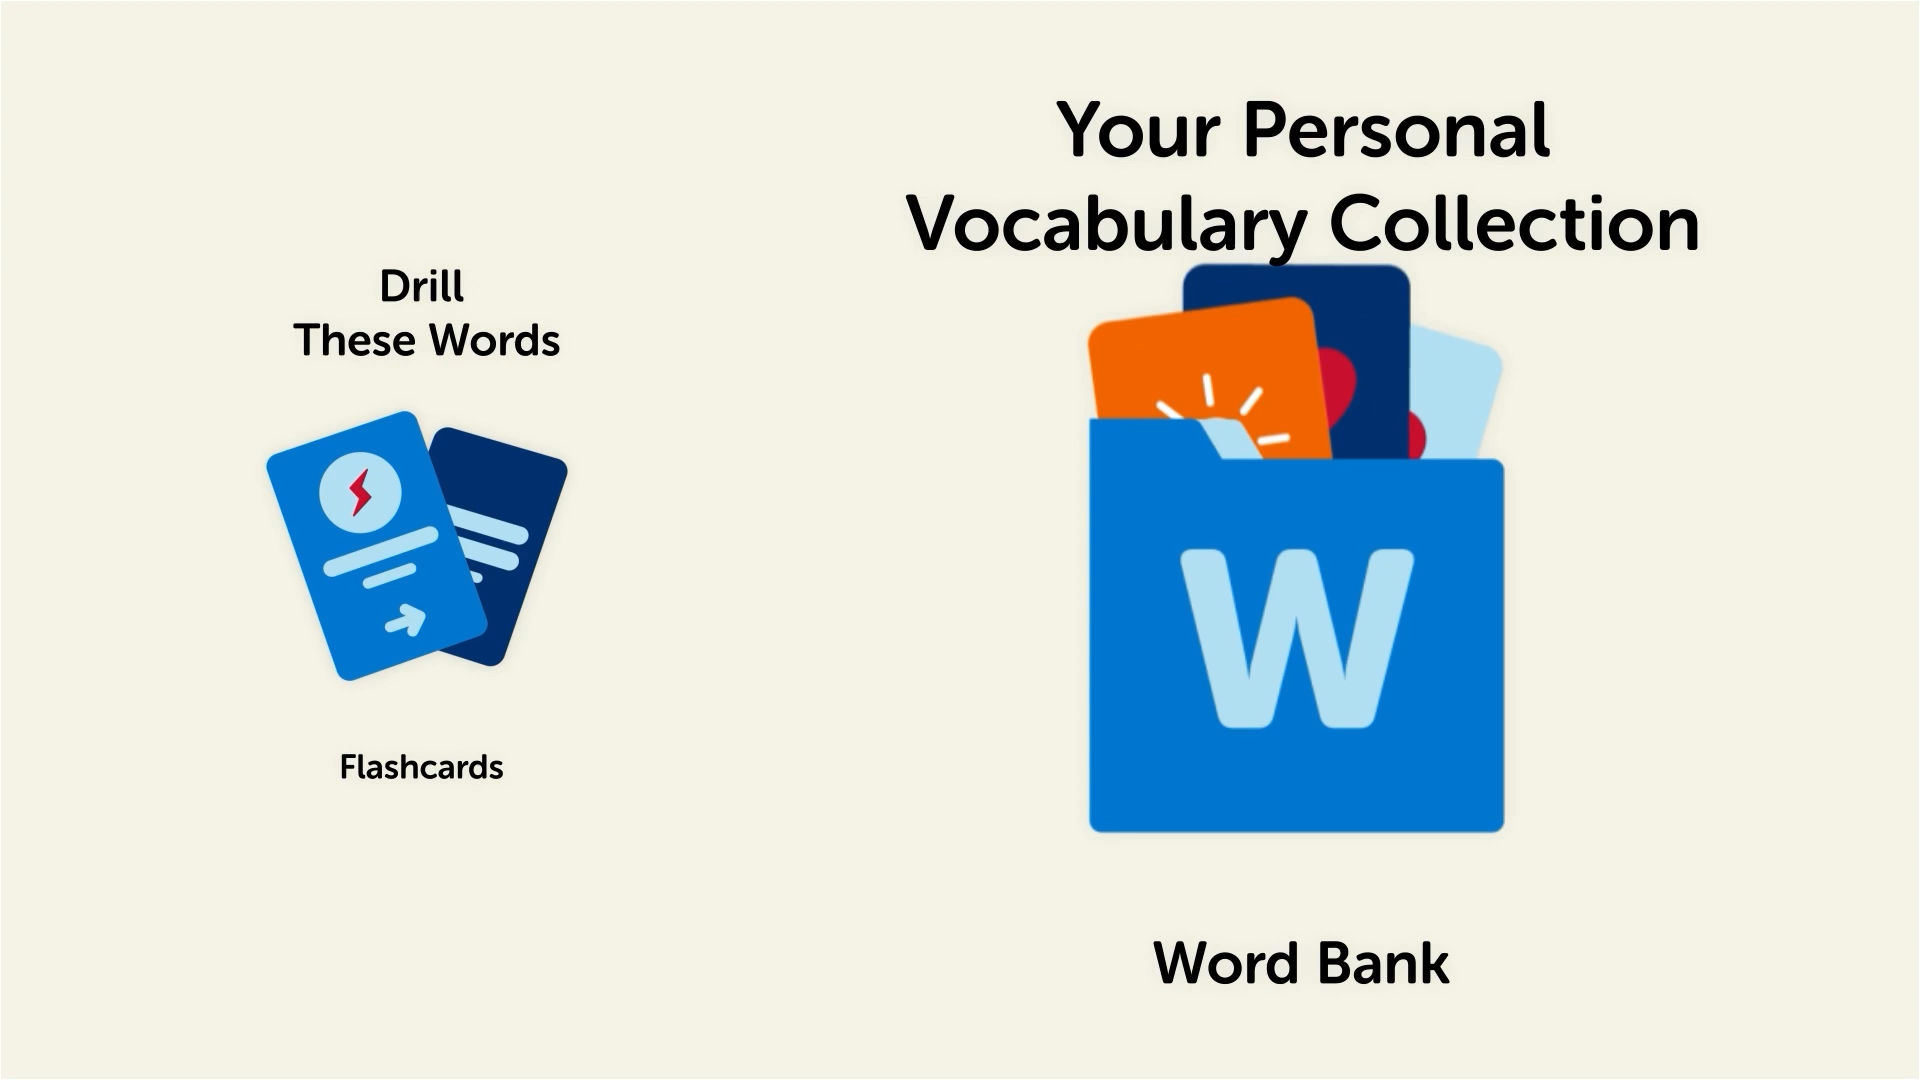 Drill
These Words
Flashcards
Your Personal
Vocabulary Collection
W
Word Bank